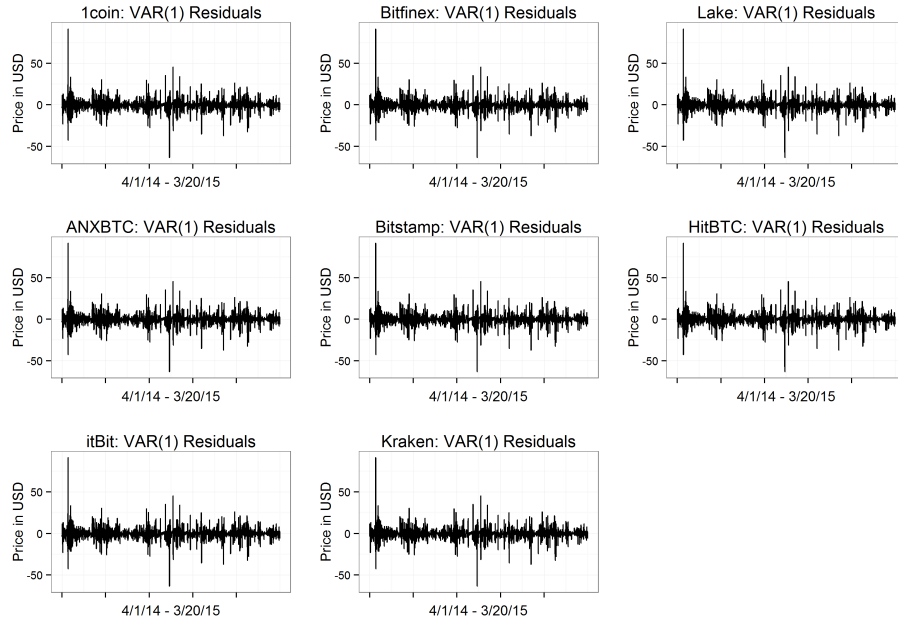 1coin: VAR(1) Residuals
Price in USD
50
0
-50
4/1/14 - 3/20/15
Bitfinex: VAR(1) Residuals
Price in USD
50
0
-50
4/1/14 - 3/20/15
Lake: VAR(1) Residuals
Price in USD
50
0
-50
4/1/14 - 3/20/15
ANXBTC: VAR(1) Residuals
Price in USD
50
0
-50
4/1/14 - 3/20/15
Bitstamp: VAR(1) Residuals
Price in USD
50
0
-50
4/1/14 - 3/20/15
HitBTC: VAR(1) Residuals
Price in USD
50
0
-50
4/1/14 - 3/20/15
itBit: VAR(1) Residuals
Price in USD
50
0
-50
4/1/14 - 3/20/15
Kraken: VAR(1) Residuals
Price in USD
50
0
-50
4/1/14 - 3/20/15